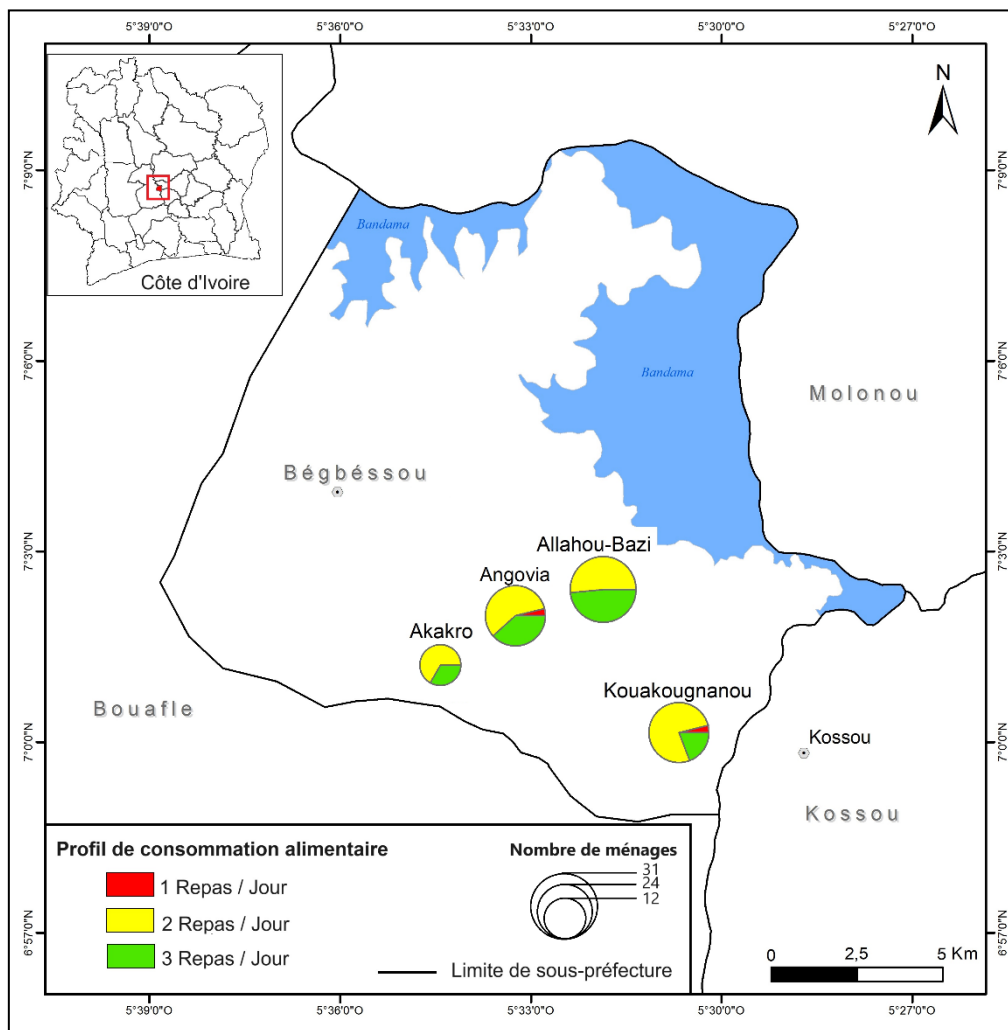 5°39'0"O 5°36'0"O 5°33'0"O 5°30'0"O 5°27'0"O
N
7°9'0"N 7°9'0"N
Bandama
Côte d'Ivoire
7°6'0"N 7°6'0"N
Bandama
Molonou
Bégbéssou
7°3'0"N 7°3'0"N
Allahou-Bazi
Angovia
Akakro
Kouakougnanou
Bouafle
Kossou
7°0'0"N 7°0'0"N
Kossou
Profil de consommation alimentaire
1 Repas / Jour
2 Repas / Jour
3 Repas / Jour
Nombre de ménages
31
24
12
Limite de sous-préfecture
6°57'0"N 6°57'0"N
0 2,5 5 Km
5°39'0"O 5°36'0"O 5°33'0"O 5°30'0"O 5°27'0"O